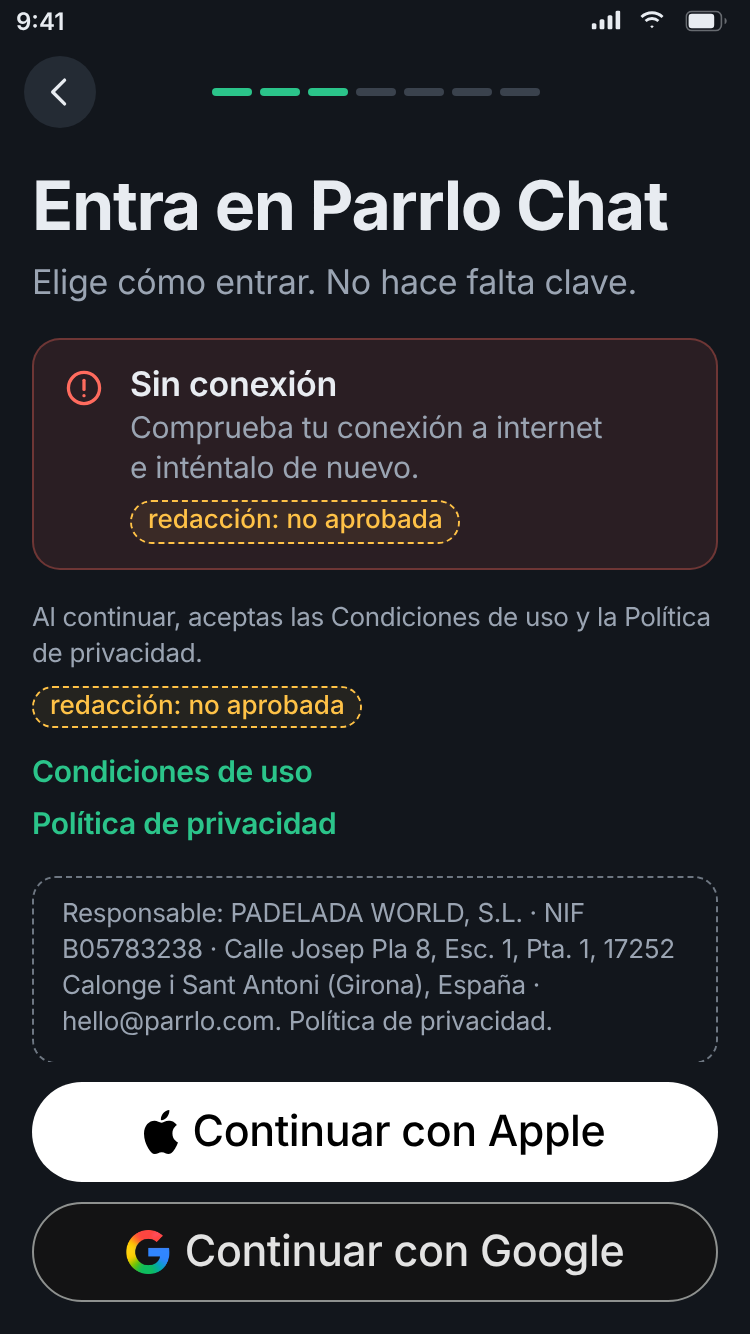 9:41
Entra en Parrlo Chat
Elige cómo entrar. No hace falta clave.
Sin conexión
Comprueba tu conexión a internet
e inténtalo de nuevo.
redacción: no aprobada
Al continuar, aceptas las Condiciones de uso y la Política
de privacidad.
redacción: no aprobada
Condiciones de uso
Política de privacidad
Responsable: PADELADA WORLD, S.L. · NIF
B05783238 · Calle Josep Pla 8, Esc. 1, Pta. 1, 17252
Calonge i Sant Antoni (Girona), España ·
hello@parrlo.com. Política de privacidad.
Continuar con Apple
Continuar con Google